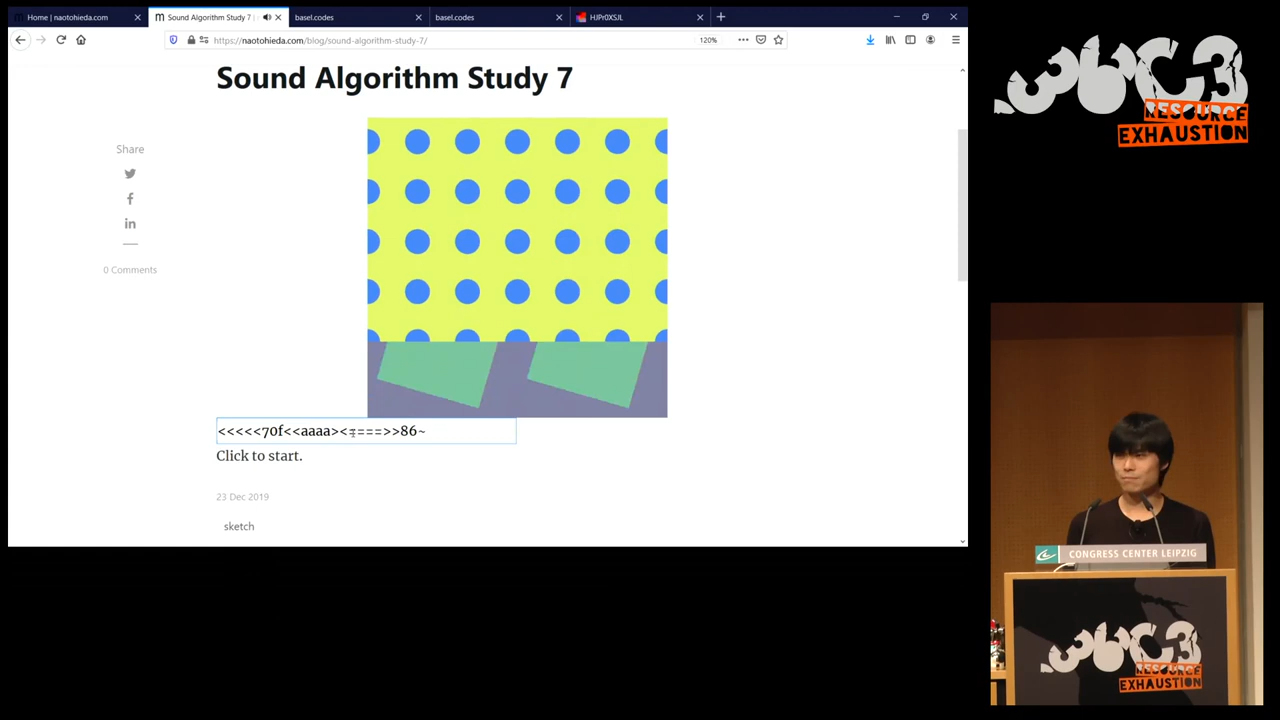 Home | naotohieda.com
Sound Algorithm Study 7 |
basel.codes
basel.codes
HJPr0XSJL
https://naotohieda.com/blog/sound-algorithm-study-7/
120%
Sound Algorithm Study 7
Share
0 Comments
<<<<<70f<<aaaa><=====>>86~
Click to start.
23 Dec 2019
sketch
36C3
RESOURCE
EXHAUSTION
CONGRESS CENTER LEIPZIG
36C3
RESOURCE
EXHAUSTION